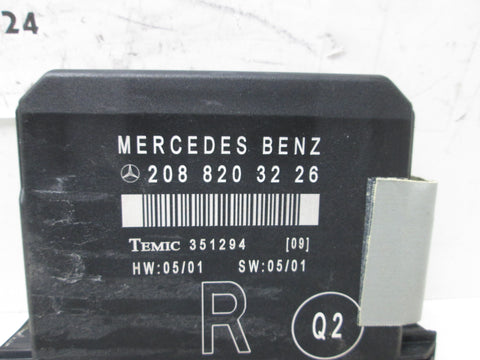 24
MERCEDES BENZ
208 820 32 26
TEMIC 351294 [09]
HW:05/01 SW:05/01
R Q2